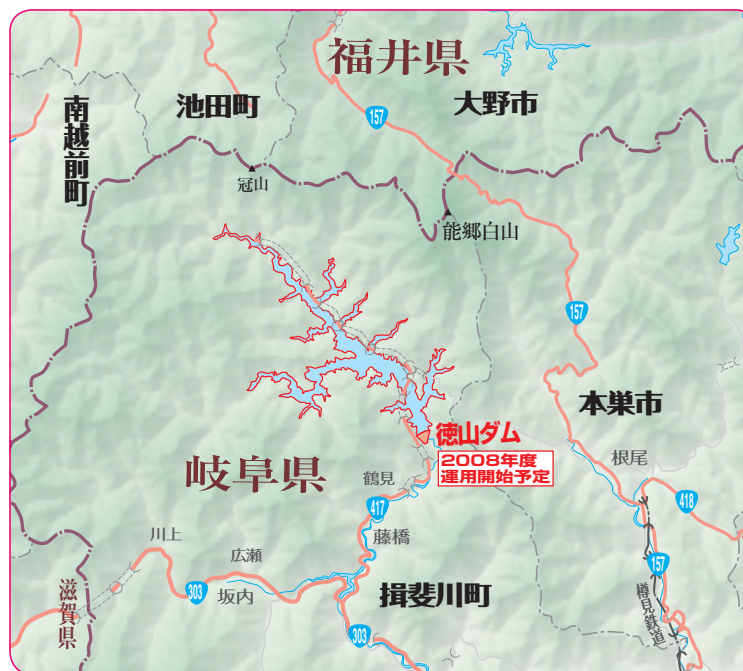 福井県
池田町
大野市
南越前町
157
冠山
能郷白山
157
本巣市
徳山ダム
2008年度
運用開始予定
岐阜県
鶴見
根尾
417
418
川上
藤橋
広瀬
157
303
坂内
揖斐川町
滋賀県
樽見鉄道
303